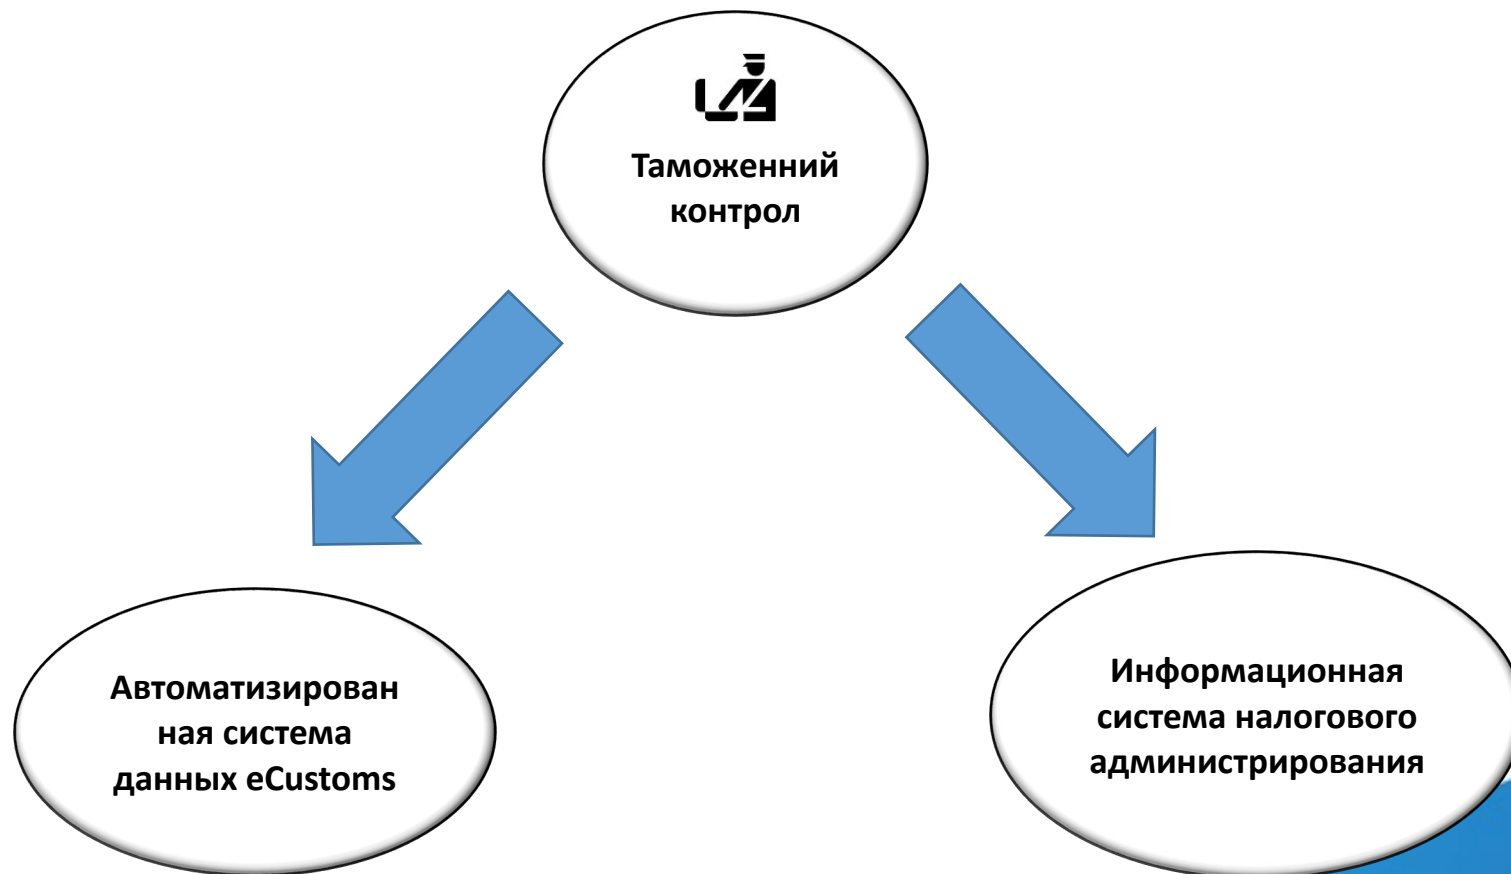 Таможенний
контрол
Автоматизирован
ная система
данных eCustoms
Информационная
система налогового
администрирования